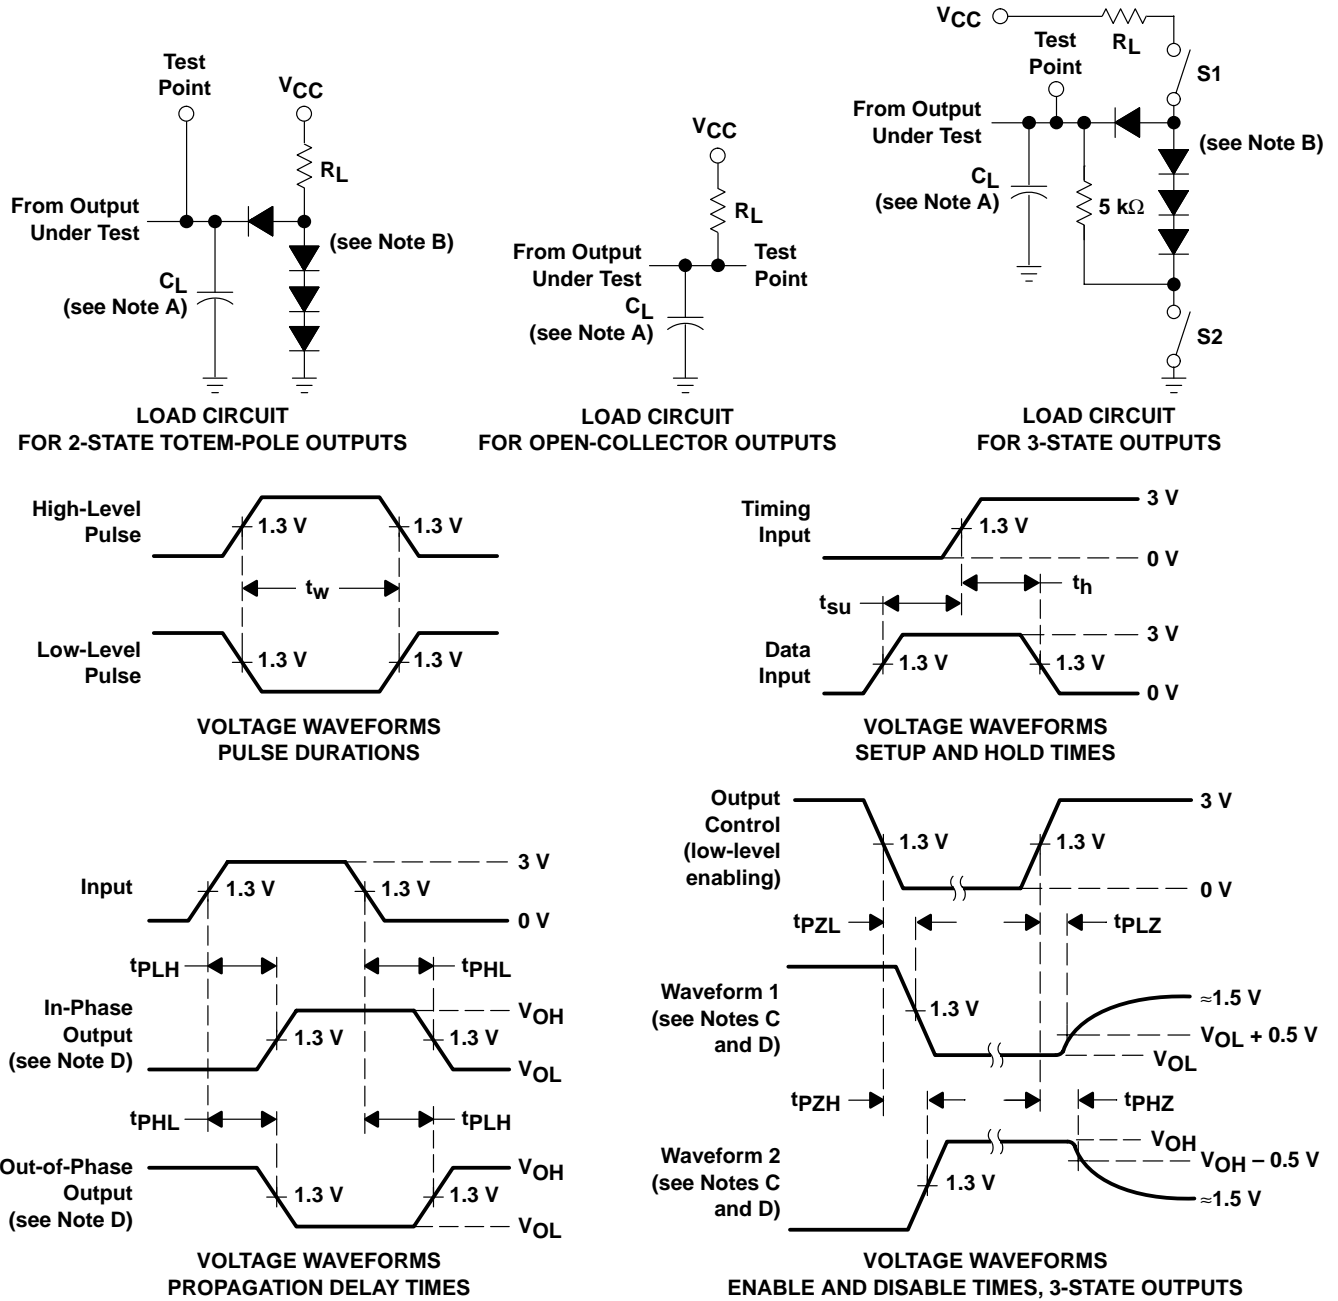 Test
Point
VCC
RL
From Output
Under Test
(see Note B)
CL
(see Note A)
LOAD CIRCUIT
FOR 2-STATE TOTEM-POLE OUTPUTS
VCC
RL
From Output
Under Test
Test
Point
CL
(see Note A)
LOAD CIRCUIT
FOR OPEN-COLLECTOR OUTPUTS
VCC
RL
S1
Test
Point
From Output
Under Test
(see Note B)
CL
(see Note A)
5 kΩ
S2
LOAD CIRCUIT
FOR 3-STATE OUTPUTS
High-Level
Pulse
1.3 V
1.3 V
tw
Low-Level
Pulse
1.3 V
1.3 V
VOLTAGE WAVEFORMS
PULSE DURATIONS
Timing
Input
1.3 V
3 V
0 V
tsu
th
Data
Input
1.3 V
1.3 V
3 V
0 V
VOLTAGE WAVEFORMS
SETUP AND HOLD TIMES
Input
1.3 V
1.3 V
3 V
0 V
tPLH
tPHL
In-Phase
Output
(see Note D)
1.3 V
1.3 V
VOH
VOL
tPHL
tPLH
Out-of-Phase
Output
(see Note D)
1.3 V
1.3 V
VOH
VOL
VOLTAGE WAVEFORMS
PROPAGATION DELAY TIMES
Output
Control
(low-level
enabling)
1.3 V
1.3 V
3 V
0 V
tPZL
tPLZ
Waveform 1
(see Notes C
and D)
1.3 V
≈1.5 V
VOL + 0.5 V
VOL
tPZH
tPHZ
Waveform 2
(see Notes C
and D)
1.3 V
VOH
VOH – 0.5 V
≈1.5 V
VOLTAGE WAVEFORMS
ENABLE AND DISABLE TIMES, 3-STATE OUTPUTS